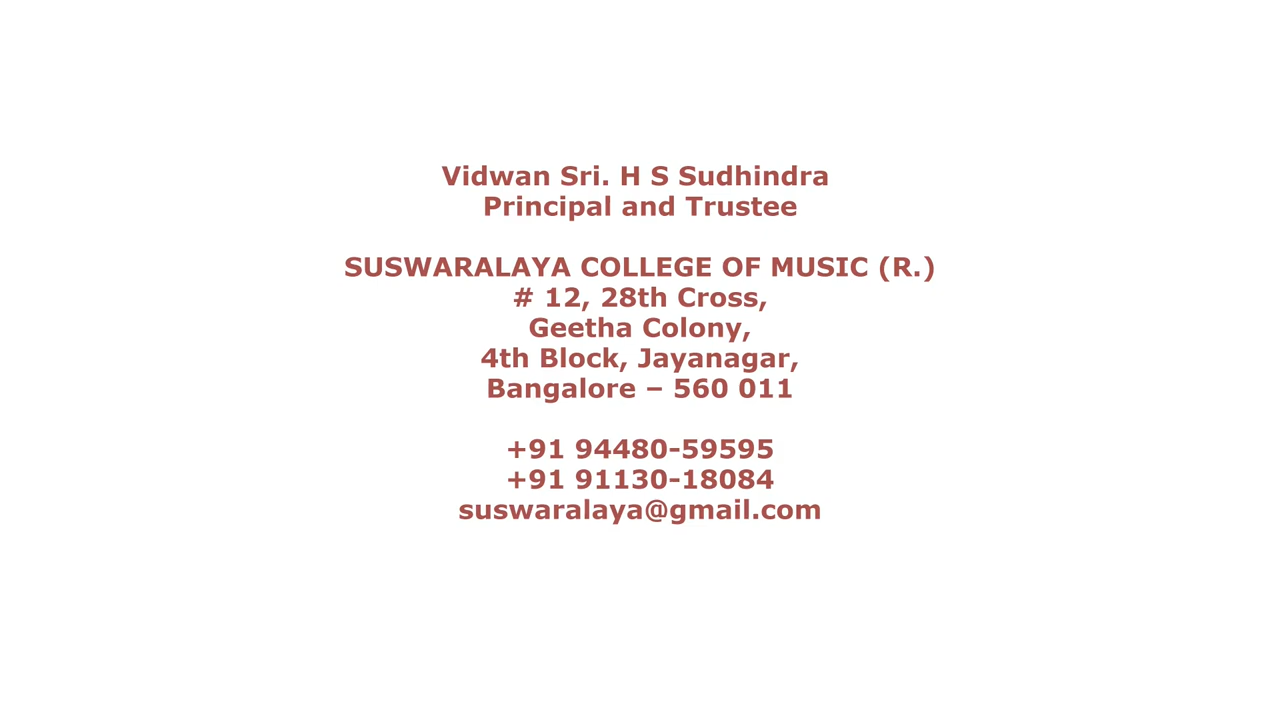 Vidwan Sri. H S Sudhindra
Principal and Trustee
SUSWARALAYA COLLEGE OF MUSIC (R.)
# 12, 28th Cross,
Geetha Colony,
4th Block, Jayanagar,
Bangalore – 560 011
+91 94480-59595
+91 91130-18084
suswaralaya@gmail.com